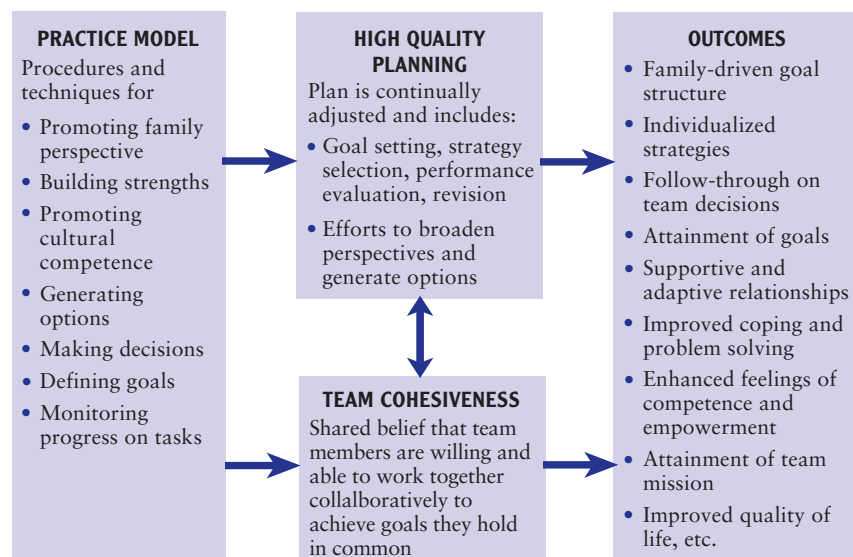 PRACTICE MODEL
Procedures and
techniques for
• Promoting family
perspective
• Building strengths
• Promoting
cultural
competence
• Generating
options
• Making decisions
• Defining goals
• Monitoring
progress on tasks
HIGH QUALITY
PLANNING
Plan is continually
adjusted and includes:
• Goal setting, strategy
selection, performance
evaluation, revision
• Efforts to broaden
perspectives and
generate options
TEAM COHESIVENESS
Shared belief that team
members are willing and
able to work together
collalboratively to
achieve goals they hold
in common
OUTCOMES
• Family-driven goal
structure
• Individualized
strategies
• Follow-through on
team decisions
• Attainment of goals
• Supportive and
adaptive relationships
• Improved coping and
problem solving
• Enhanced feelings of
competence and
empowerment
• Attainment of team
mission
• Improved quality of
life, etc.